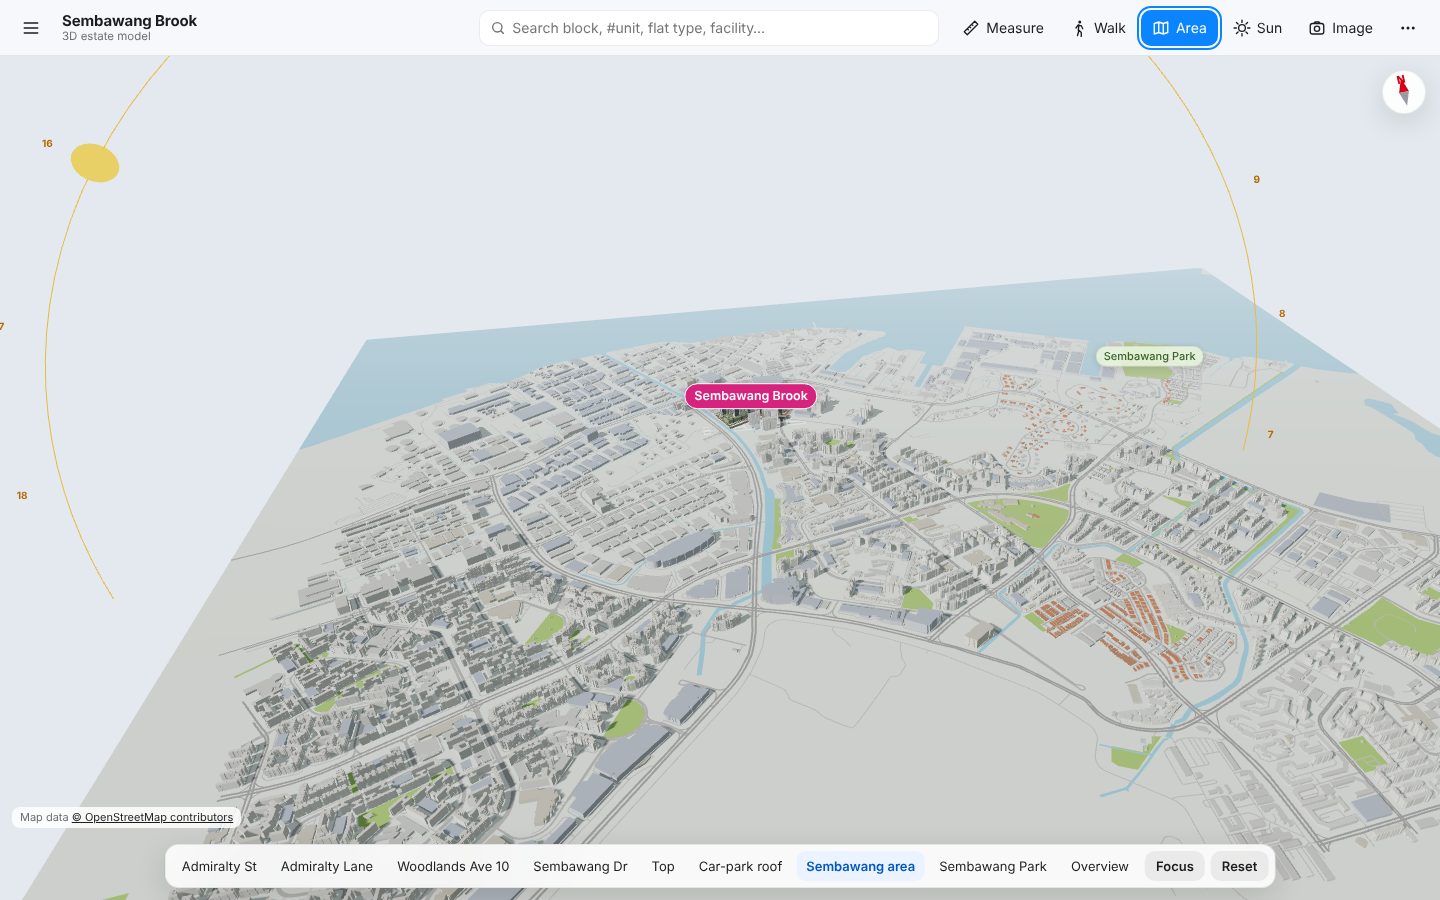 Sembawang Brook
3D estate model
Search block, #unit, flat type, facility...
Measure
Walk
Area
Sun
Image
N
16
9
7
8
Sembawang Park
Sembawang Brook
7
18
Map data © OpenStreetMap contributors
Admiralty St
Admiralty Lane
Woodlands Ave 10
Sembawang Dr
Top
Car-park roof
Sembawang area
Sembawang Park
Overview
Focus
Reset